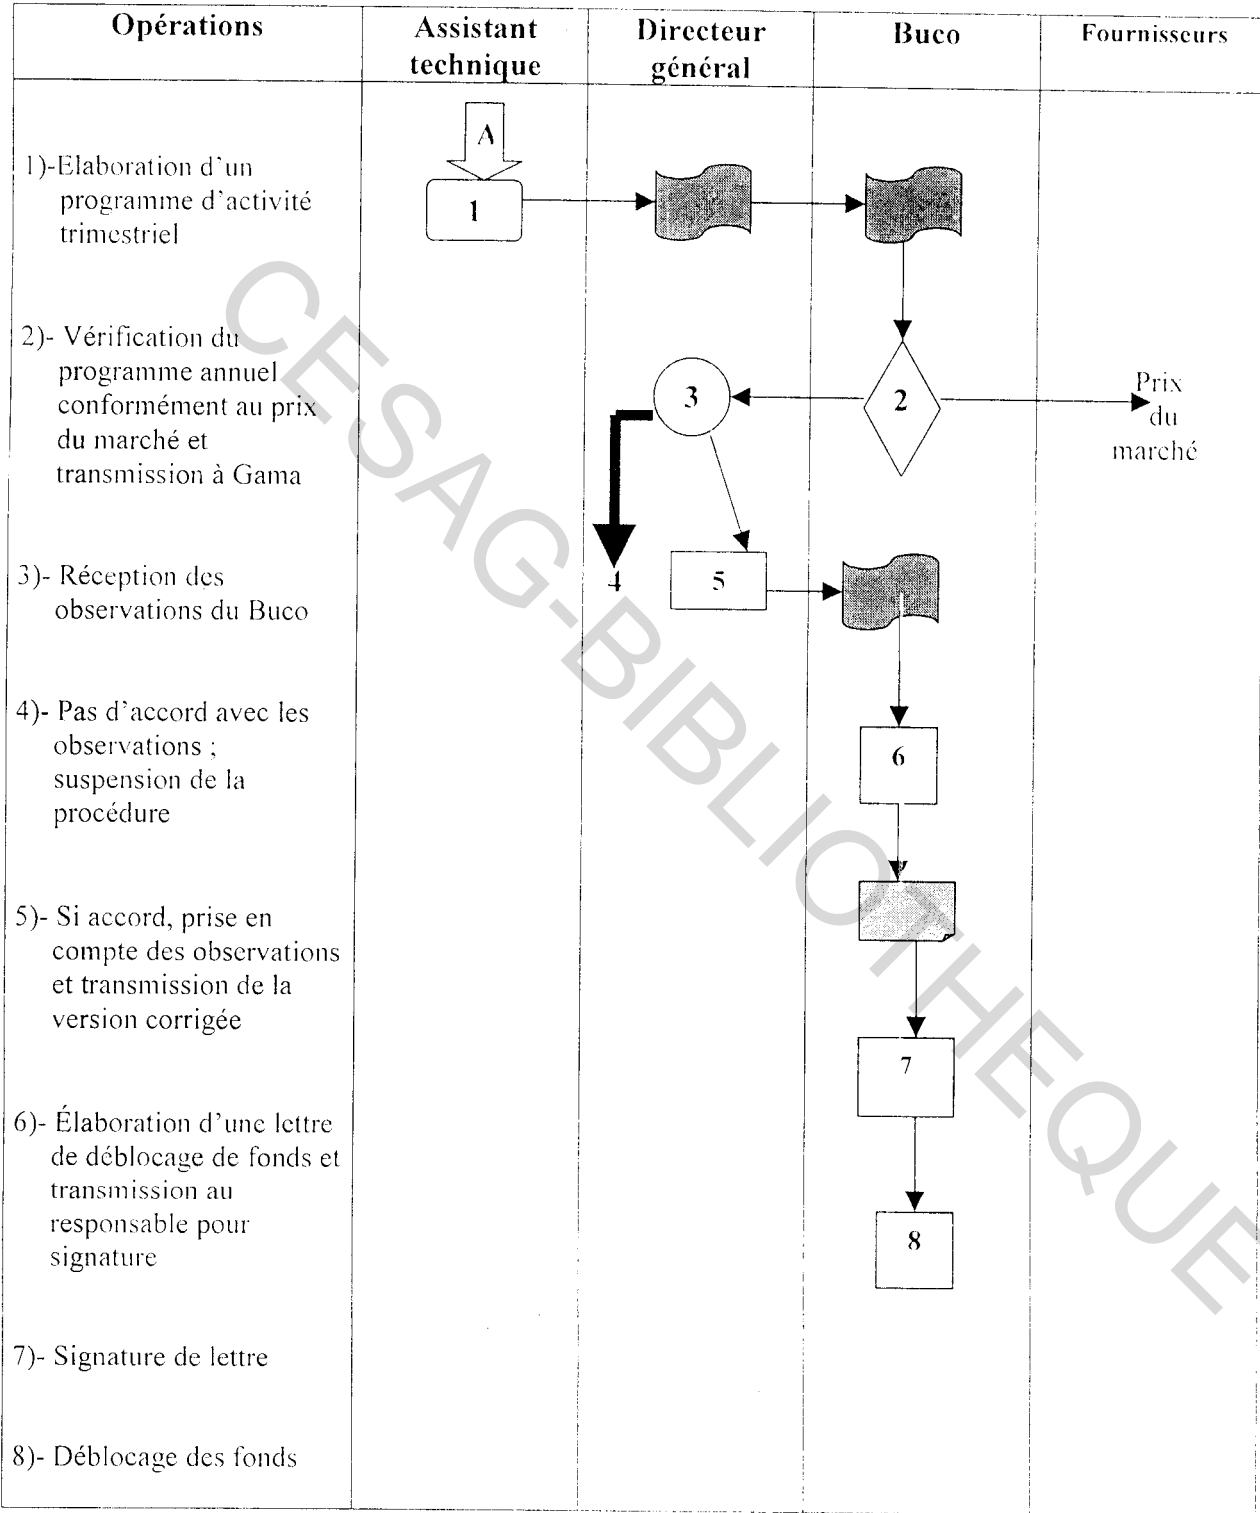 Opérations
Assistant
technique
Directeur
général
Buco
Fournisseurs
A
1)-Elaboration d'un
programme d'activité
trimestriel
1
2)- Vérification du
programme annuel
conformément au prix
du marché et
transmission à Gama
3
2
Prix
du
marché
3)- Réception des
observations du Buco
4
5
4)- Pas d'accord avec les
observations ;
suspension de la
procédure
6
5)- Si accord, prise en
compte des observations
et transmission de la
version corrigée
7
6)- Élaboration d'une lettre
de déblocage de fonds et
transmission au
responsable pour
signature
8
7)- Signature de lettre
8)- Déblocage des fonds
CESAG-BIBLIOTHEQUE